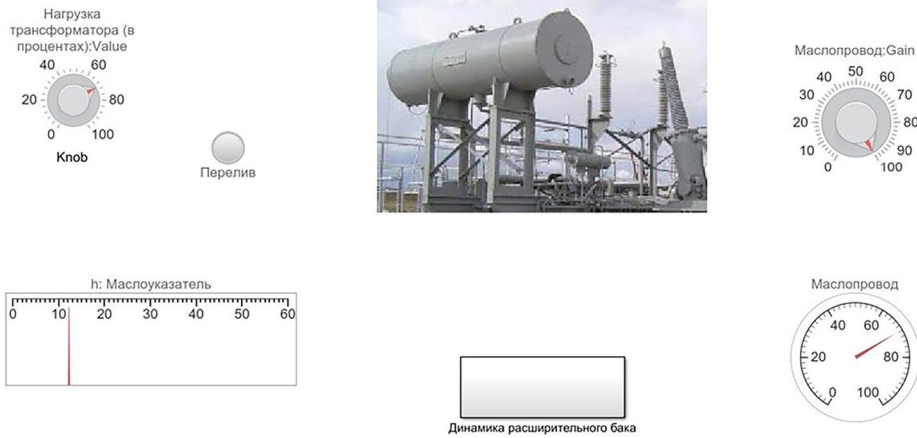 Нагрузка
трансформатора (в
процентах):Value
0 20 40 60 80 100
Knob
Перелив
Маслопровод:Gain
0 10 20 30 40 50 60 70 80 90 100
h: Маслоуказатель
0 10 20 30 40 50 60
Динамика расширительного бака
Маслопровод
0 20 40 60 80 100